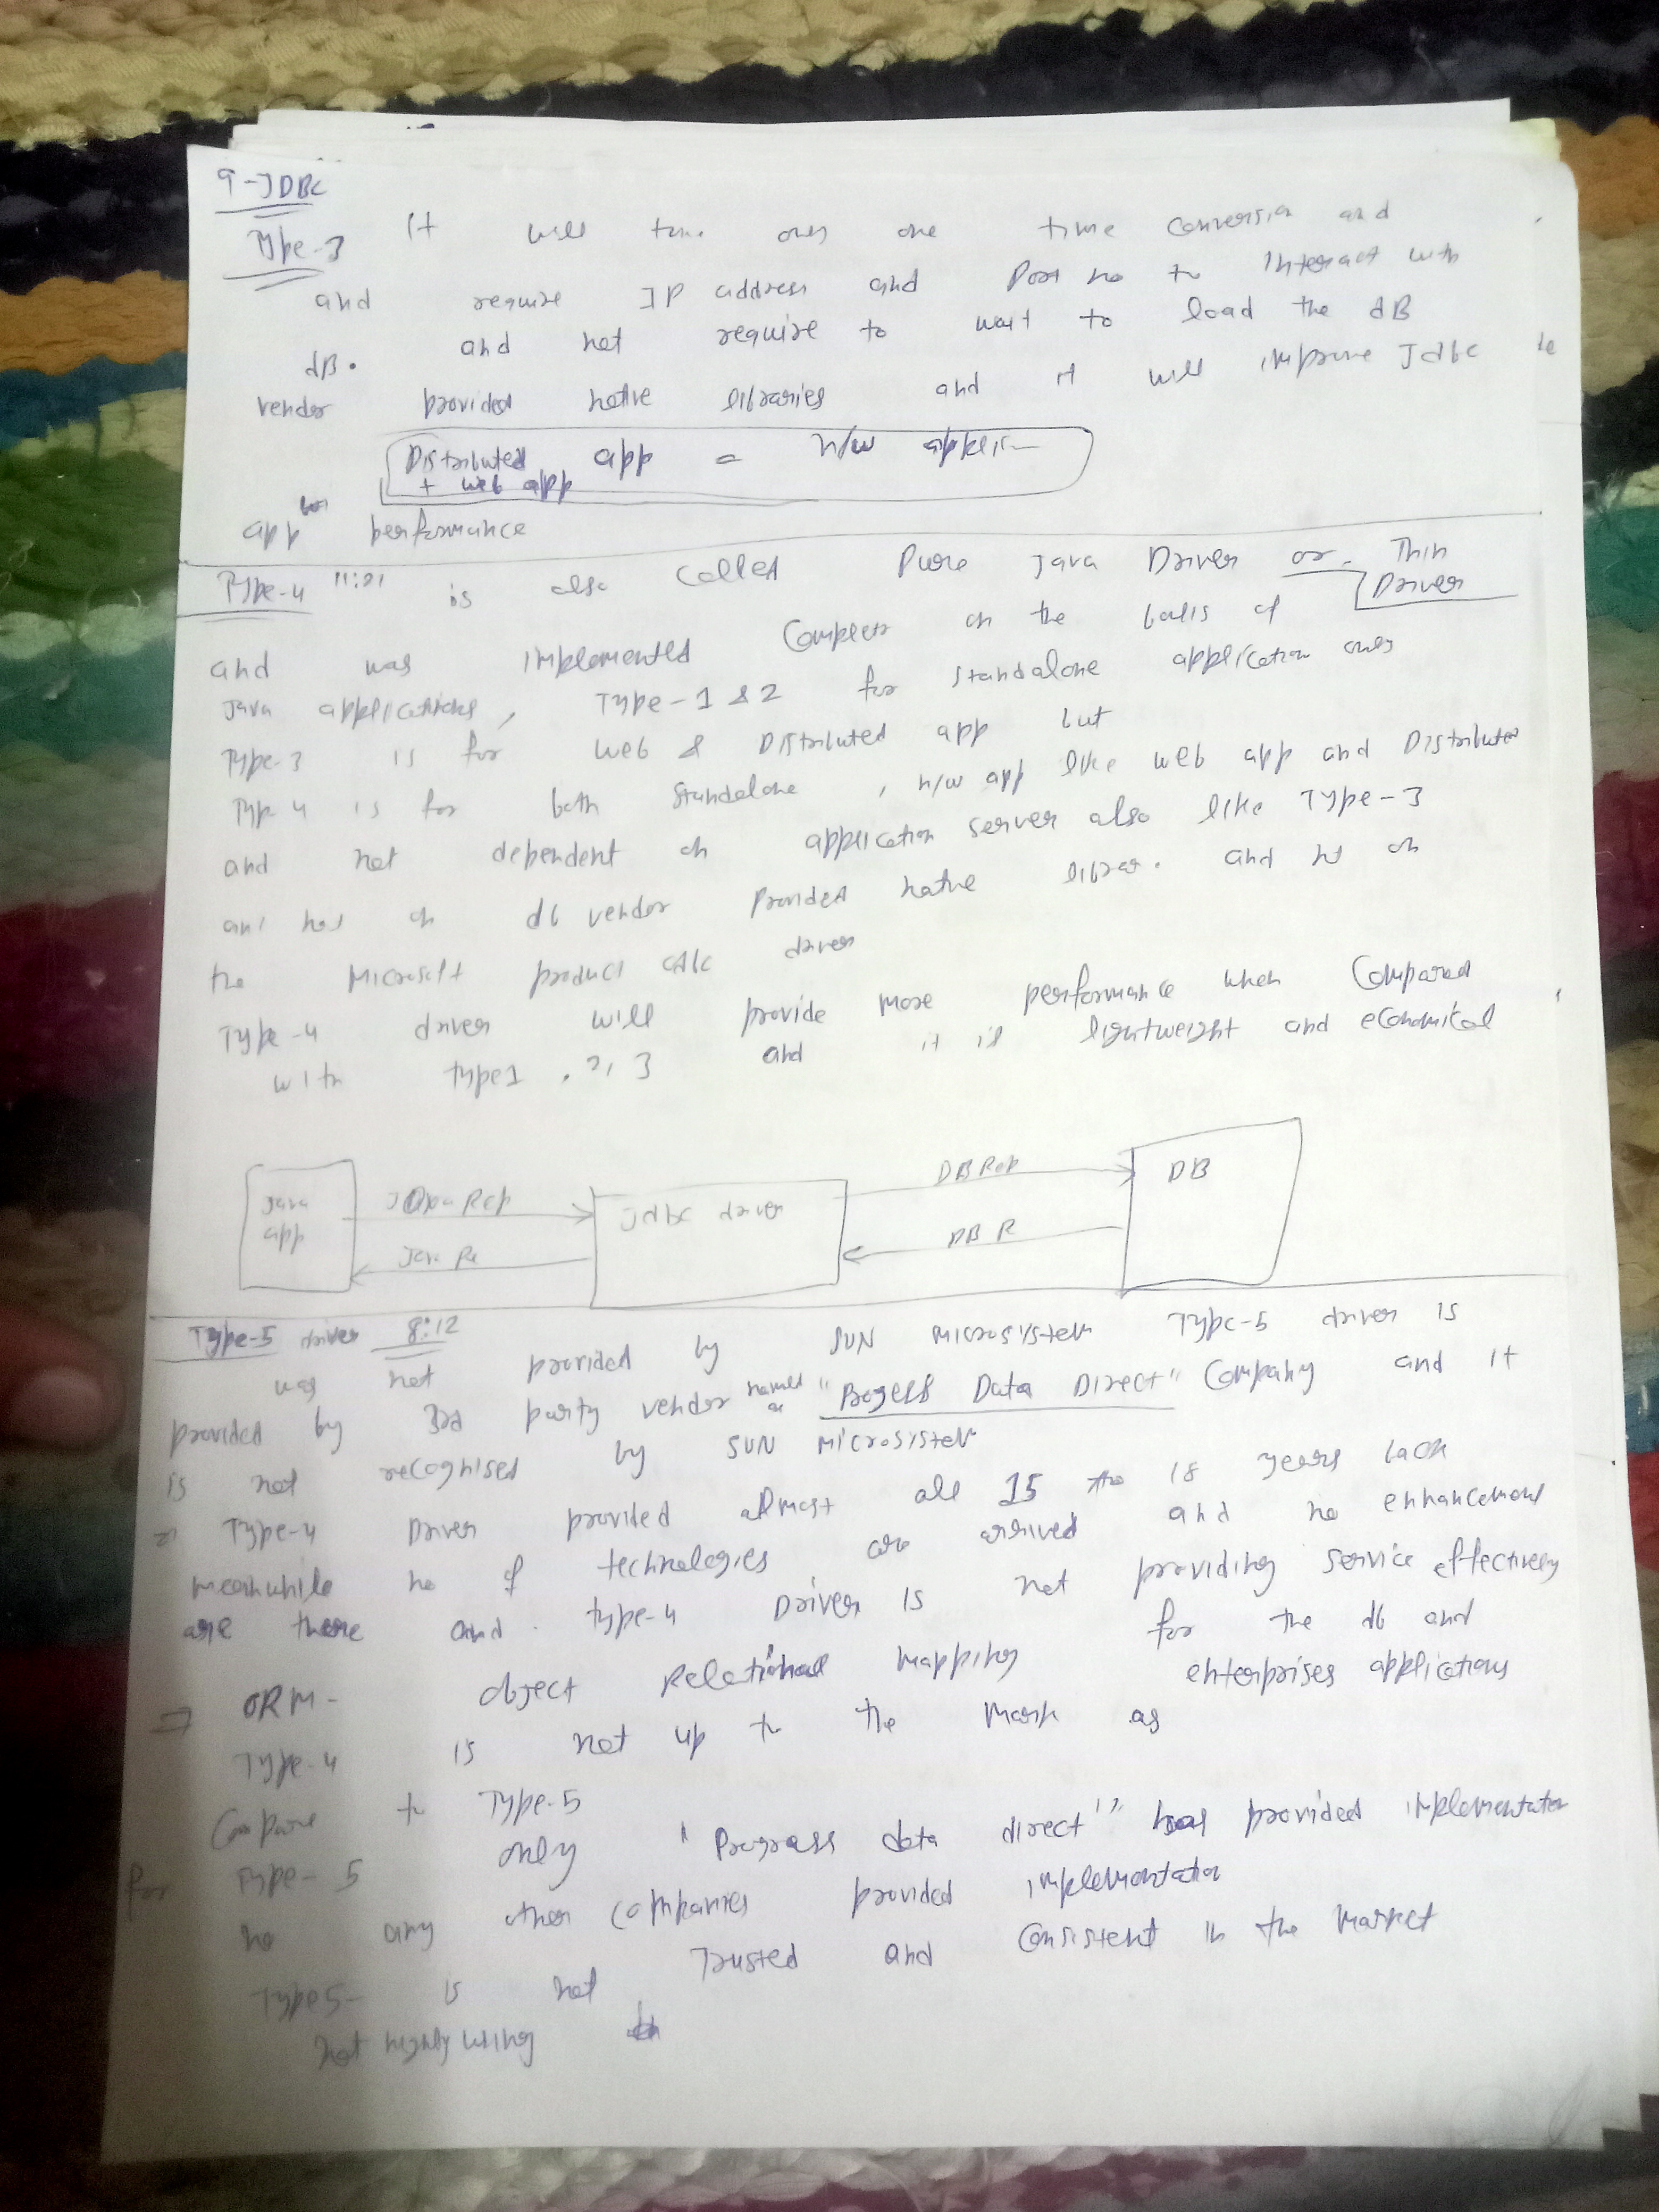 9-JDBC
Type-3 It will take only one time conversion and
and require IP address and Port no to interact with
dB. and not require to wait to load the dB
vendor provided native libraries and it will improve Jdbc
Distributed app = n/w applin
+ web app
app performance
Type-4 11:21 is also called Pure Java Driver or Thin
Driver
and was implemented Complete on the basis of
Java applications, Type-1 & 2 for standalone application only
Type-3 is for web & Distributed app but
Type 4 is for both Standalone, n/w app like web app and Distributed
and not dependent on application server also like Type-3
and not on db vendor Provided native librar. and not on
the Microsoft product driver
Type-4 driver will provide more performance when Compared
with type1, 2, 3 and it is lightweight and economical
Java
app
Rep
Java Re
Jdbc driver
DB Rep
DB R
DB
Type-5 driver 8:12
was not provided by SUN Microsistem Type-5 driver is
provided by 3rd party vendor named as "Progess Data Direct" Company and it
is not recognised by SUN Microsistem
Type-4 Driver provided almost all 15 to 18 years back
meanwhile no of technologies are arrived and no enhancement
are there and type-4 Driver is not providing service effectively
⇒ ORM- object Relational mapping for the db and
enterprises applications
Type-4 is not up to the mark as
Compare to Type-5
only "Prograss data direct" has provided implementation
for Type-5
no any other companies provided implementation
Type5- is not Trusted and Consistent in the market
not highly using